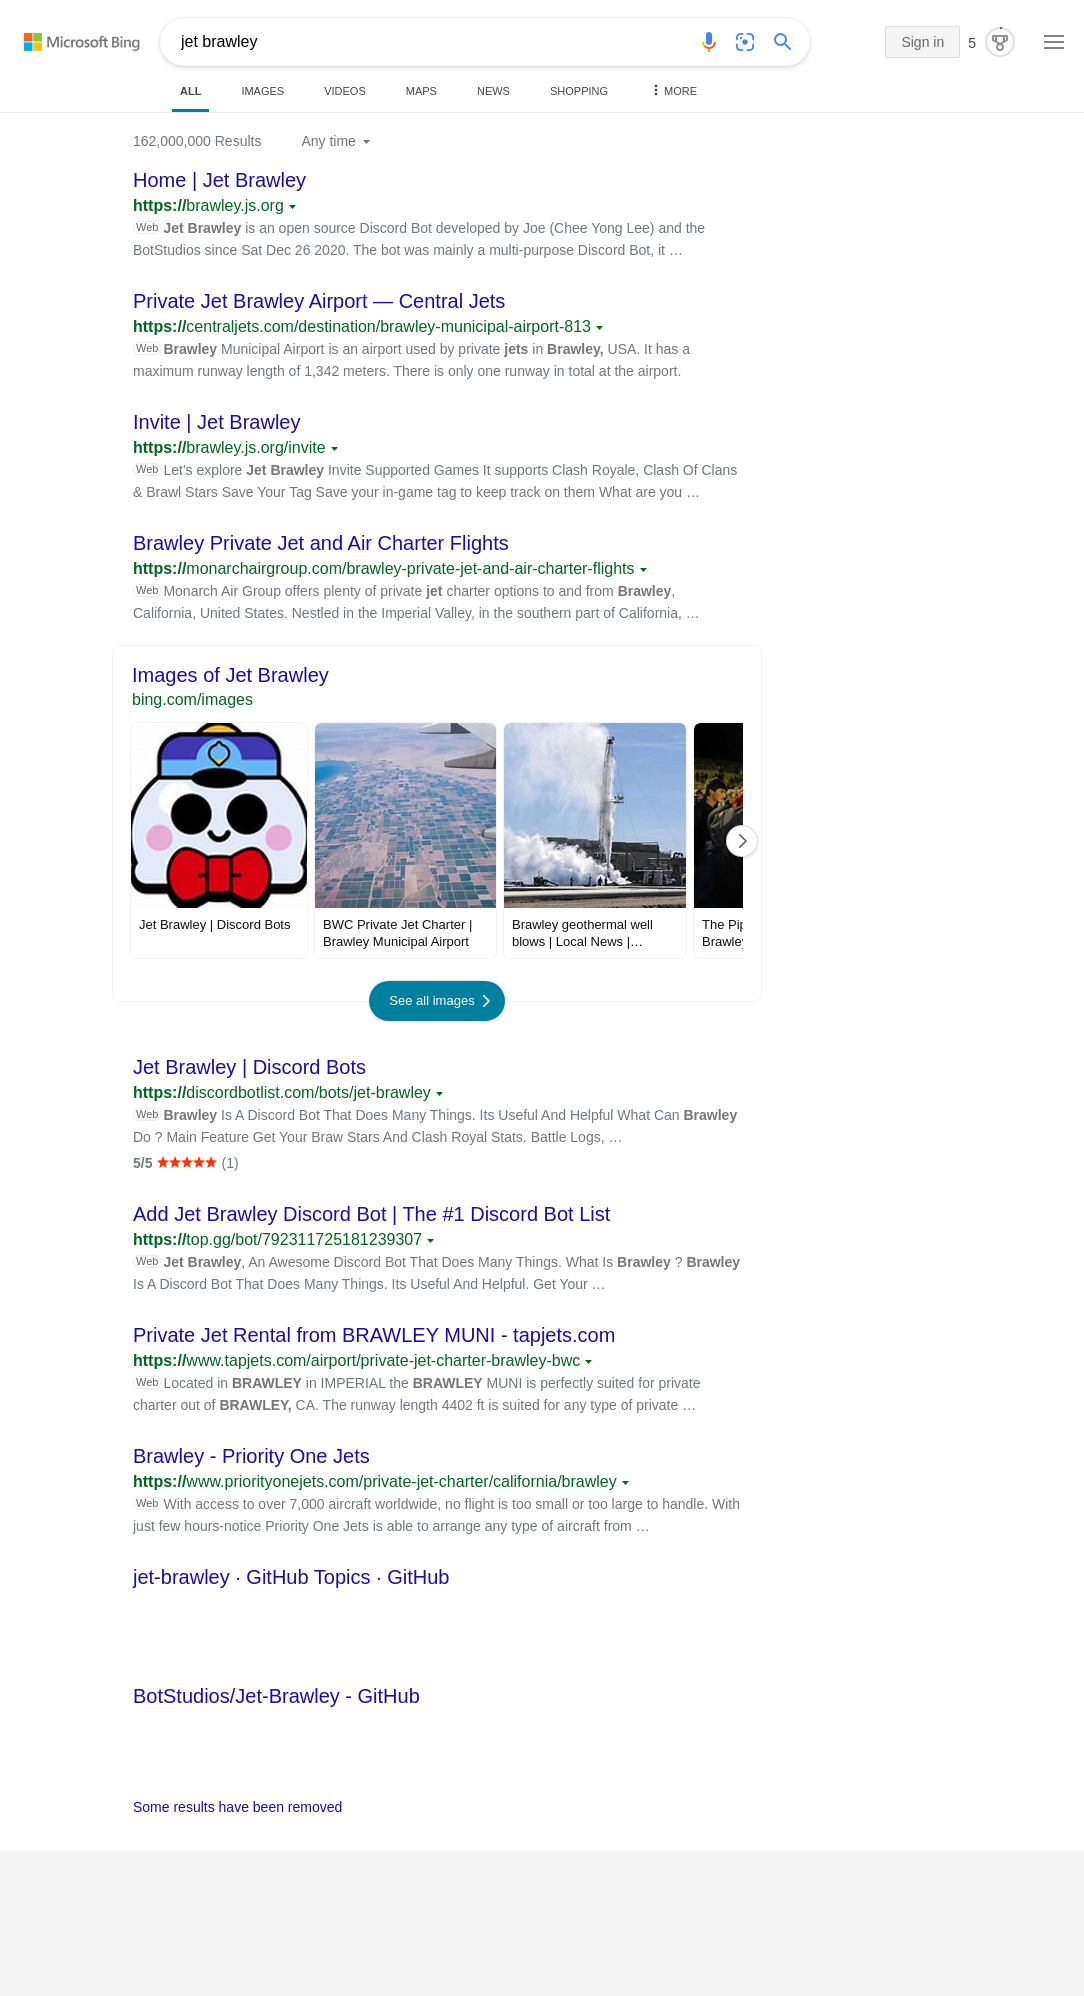 Microsoft Bing
jet brawley
Sign in
5
ALL
IMAGES
VIDEOS
MAPS
NEWS
SHOPPING
MORE
162,000,000 Results
Any time
Home | Jet Brawley
https://brawley.js.org
Web Jet Brawley is an open source Discord Bot developed by Joe (Chee Yong Lee) and the
BotStudios since Sat Dec 26 2020. The bot was mainly a multi-purpose Discord Bot, it …
Private Jet Brawley Airport — Central Jets
https://centraljets.com/destination/brawley-municipal-airport-813
Web Brawley Municipal Airport is an airport used by private jets in Brawley, USA. It has a
maximum runway length of 1,342 meters. There is only one runway in total at the airport.
Invite | Jet Brawley
https://brawley.js.org/invite
Web Let's explore Jet Brawley Invite Supported Games It supports Clash Royale, Clash Of Clans
& Brawl Stars Save Your Tag Save your in-game tag to keep track on them What are you …
Brawley Private Jet and Air Charter Flights
https://monarchairgroup.com/brawley-private-jet-and-air-charter-flights
Web Monarch Air Group offers plenty of private jet charter options to and from Brawley,
California, United States. Nestled in the Imperial Valley, in the southern part of California, …
Images of Jet Brawley
bing.com/images
Jet Brawley | Discord Bots
BWC Private Jet Charter |
Brawley Municipal Airport
Brawley geothermal well
blows | Local News |…
The Pip
Brawley
See all images
Jet Brawley | Discord Bots
https://discordbotlist.com/bots/jet-brawley
Web Brawley Is A Discord Bot That Does Many Things. Its Useful And Helpful What Can Brawley
Do ? Main Feature Get Your Braw Stars And Clash Royal Stats. Battle Logs, …
5/5 ★★★★★ (1)
Add Jet Brawley Discord Bot | The #1 Discord Bot List
https://top.gg/bot/792311725181239307
Web Jet Brawley, An Awesome Discord Bot That Does Many Things. What Is Brawley ? Brawley
Is A Discord Bot That Does Many Things. Its Useful And Helpful. Get Your …
Private Jet Rental from BRAWLEY MUNI - tapjets.com
https://www.tapjets.com/airport/private-jet-charter-brawley-bwc
Web Located in BRAWLEY in IMPERIAL the BRAWLEY MUNI is perfectly suited for private
charter out of BRAWLEY, CA. The runway length 4402 ft is suited for any type of private …
Brawley - Priority One Jets
https://www.priorityonejets.com/private-jet-charter/california/brawley
Web With access to over 7,000 aircraft worldwide, no flight is too small or too large to handle. With
just few hours-notice Priority One Jets is able to arrange any type of aircraft from …
jet-brawley · GitHub Topics · GitHub
BotStudios/Jet-Brawley - GitHub
Some results have been removed